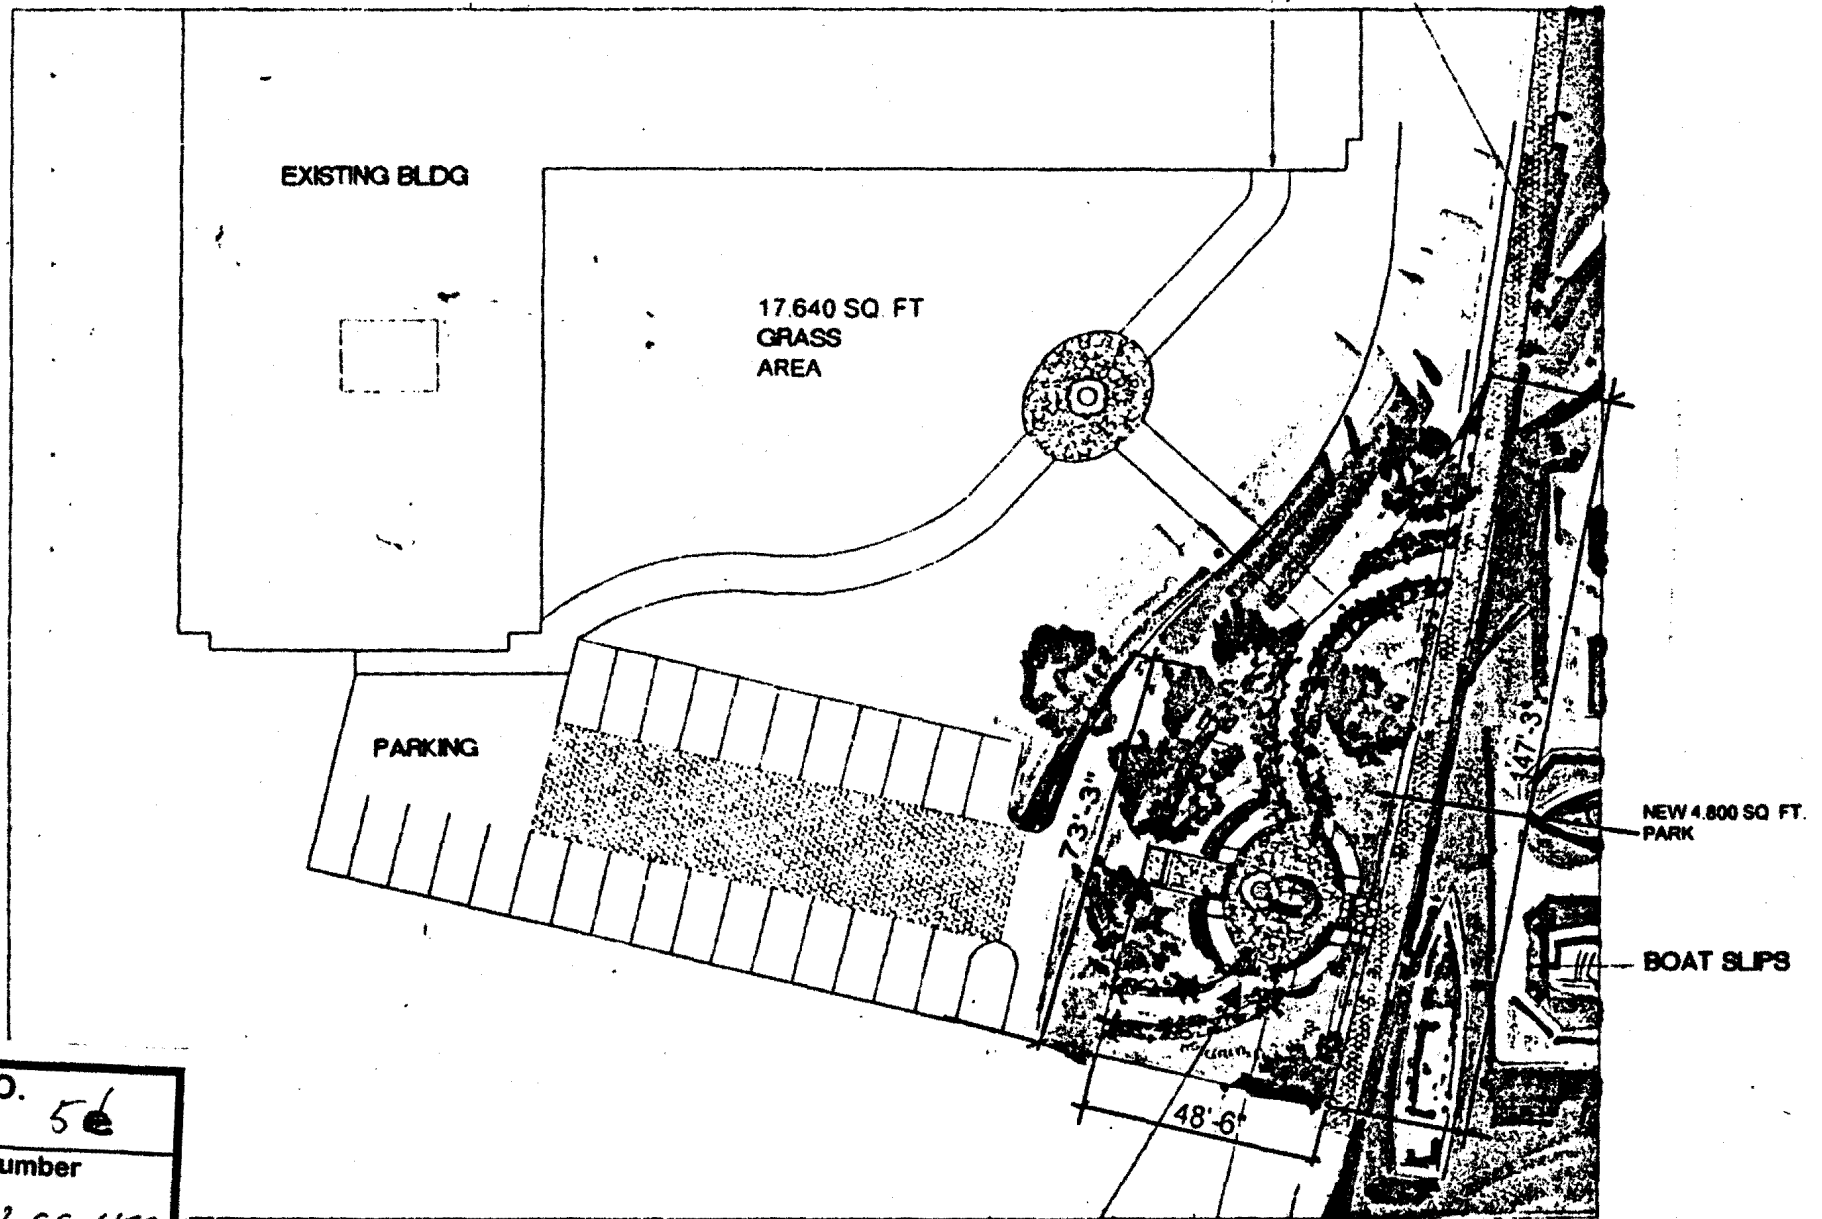 EXISTING BLDG
17.640 SQ. FT
GRASS
AREA
PARKING
73'-3"
147'-3"
NEW 4.800 SQ FT.
PARK
BOAT SLIPS
48'-6"
O.
5e
umber